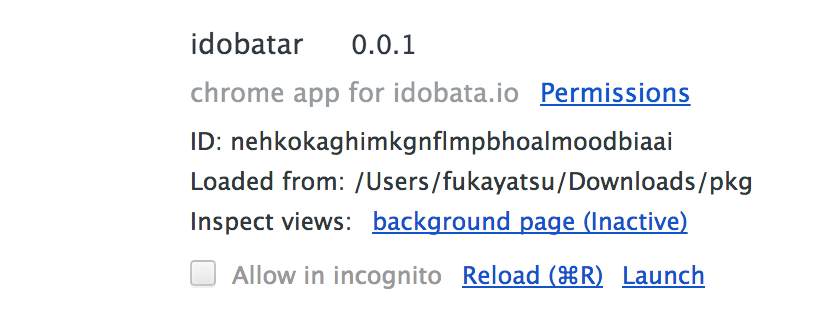 idobatar 0.0.1
chrome app for idobata.io Permissions
ID: nehkokaghimkgnflmpbhoalmoodbiaai
Loaded from: /Users/fukayatsu/Downloads/pkg
Inspect views: background page (Inactive)
Allow in incognito Reload (⌘R) Launch